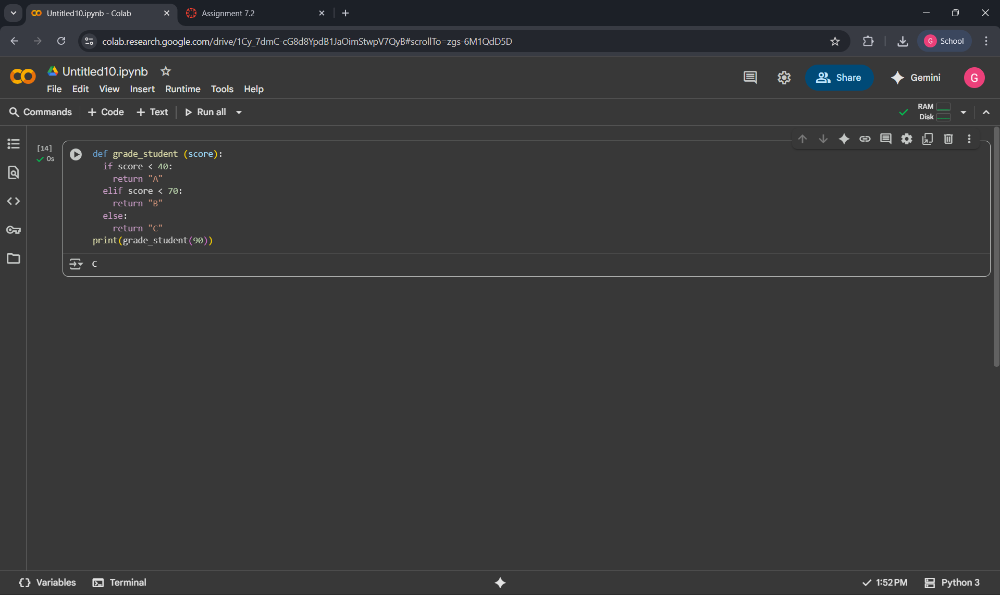 Untitled10.ipynb - Colab
Assignment 7.2
colab.research.google.com/drive/1Cy_7dmC-cG8d8YpdB1JaOimStwpV7QyB#scrollTo=zgs-6M1QdD5D
G School
Untitled10.ipynb
File Edit View Insert Runtime Tools Help
Share
Gemini
G
Commands + Code + Text Run all
RAM
Disk
[14]
0s
def grade_student (score):
  if score < 40:
    return "A"
  elif score < 70:
    return "B"
  else:
    return "C"
print(grade_student(90))
C
Variables Terminal
1:52 PM Python 3